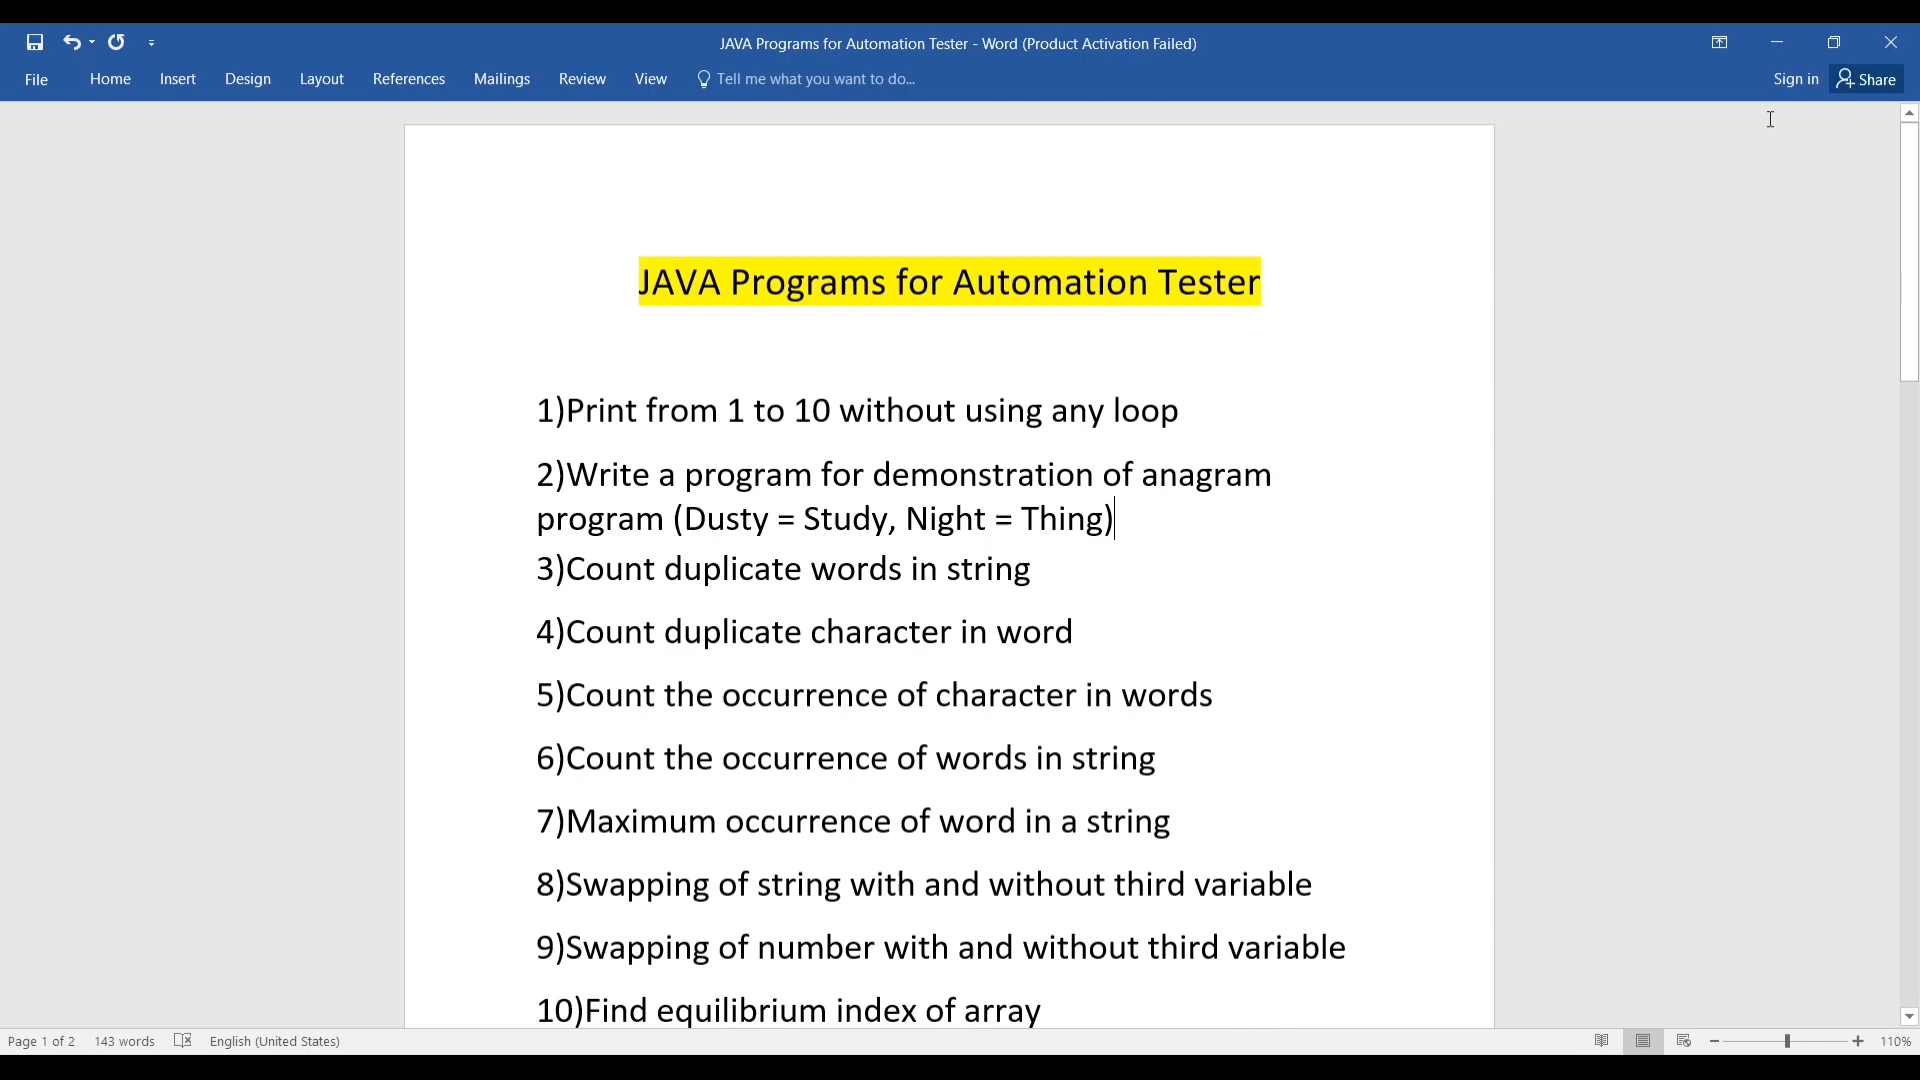 JAVA Programs for Automation Tester - Word (Product Activation Failed)
File Home Insert Design Layout References Mailings Review View Tell me what you want to do... Sign in Share
JAVA Programs for Automation Tester
1)Print from 1 to 10 without using any loop
2)Write a program for demonstration of anagram
program (Dusty = Study, Night = Thing)
3)Count duplicate words in string
4)Count duplicate character in word
5)Count the occurrence of character in words
6)Count the occurrence of words in string
7)Maximum occurrence of word in a string
8)Swapping of string with and without third variable
9)Swapping of number with and without third variable
10)Find equilibrium index of array
Page 1 of 2 143 words English (United States) 110%